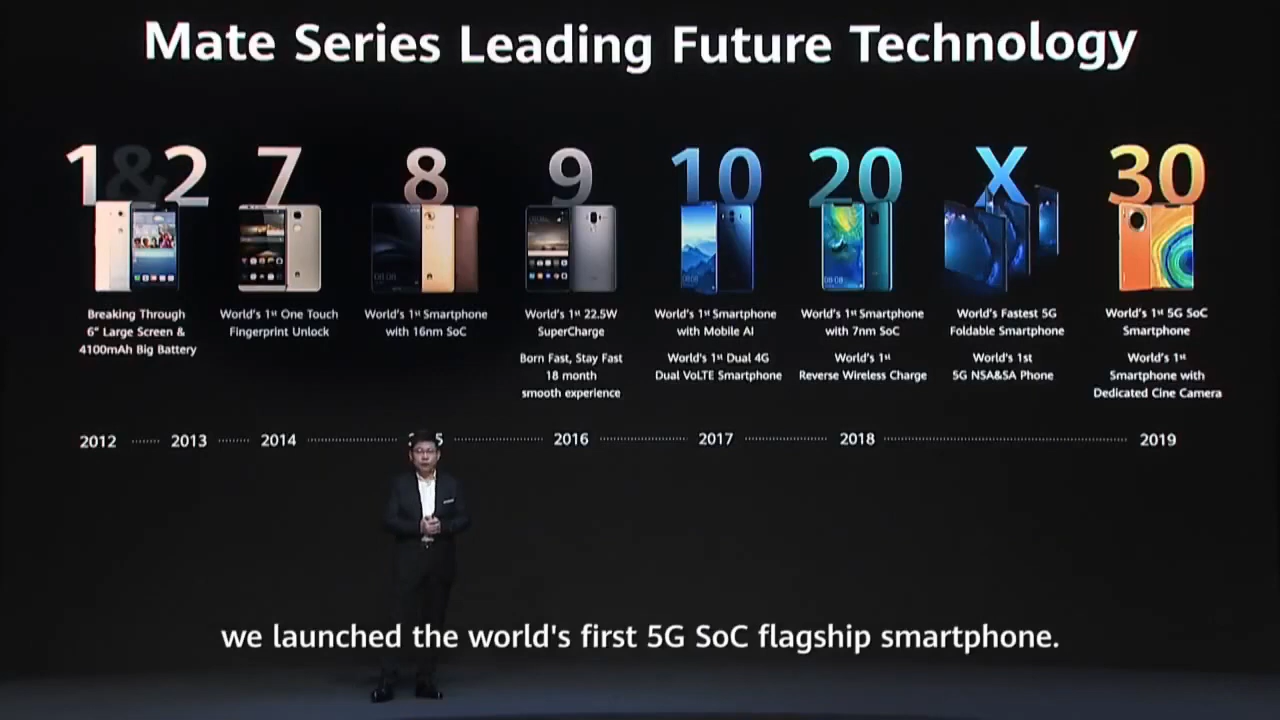 Mate Series Leading Future Technology
1&2
7
8
9
10
20
X
30
Breaking Through
6“ Large Screen &
4100mAh Big Battery
World's 1st One Touch
Fingerprint Unlock
World's 1st Smartphone
with 16nm SoC
World's 1st 22.5W
SuperCharge
Born Fast, Stay Fast
18 month
smooth experience
World's 1st Smartphone
with Mobile AI
World's 1st Dual 4G
Dual VoLTE Smartphone
World's 1st Smartphone
with 7nm SoC
World's 1st
Reverse Wireless Charge
World's Fastest 5G
Foldable Smartphone
World's 1st
5G NSA&SA Phone
World's 1st 5G SoC
Smartphone
World's 1st
Smartphone with
Dedicated Cine Camera
2012
2013
2014
2016
2017
2018
2019
we launched the world's first 5G SoC flagship smartphone.